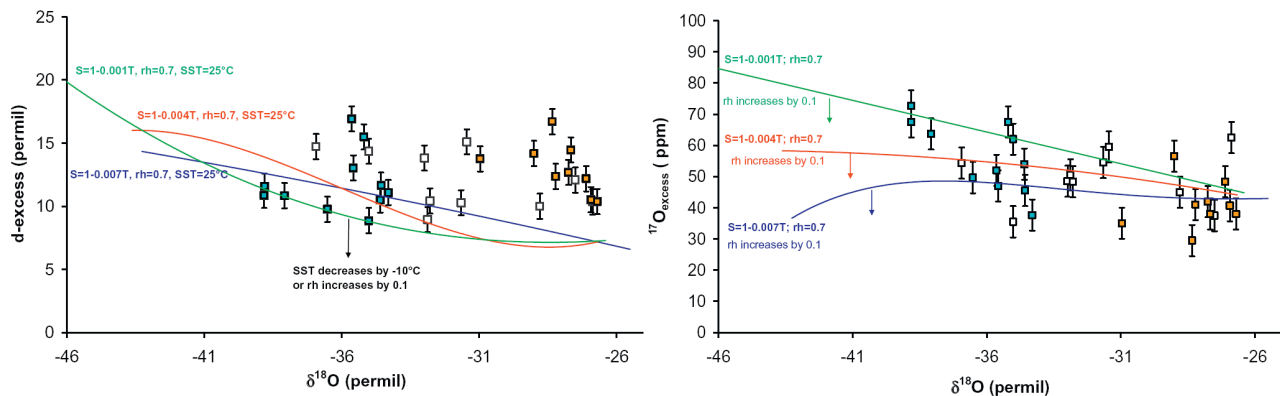 25
20
15
10
5
0
-46
-41
-36
-31
-26
d-excess (permil)
δ18O (permil)
S=1-0.001T, rh=0.7, SST=25°C
S=1-0.004T, rh=0.7, SST=25°C
S=1-0.007T, rh=0.7, SST=25°C
SST decreases by -10°C
or rh increases by 0.1
100
90
80
70
60
50
40
30
20
10
0
-46
-41
-36
-31
-26
17Oexcess ( ppm)
δ18O (permil)
S=1-0.001T; rh=0.7
rh increases by 0.1
S=1-0.004T; rh=0.7
rh increases by 0.1
S=1-0.007T; rh=0.7
rh increases by 0.1